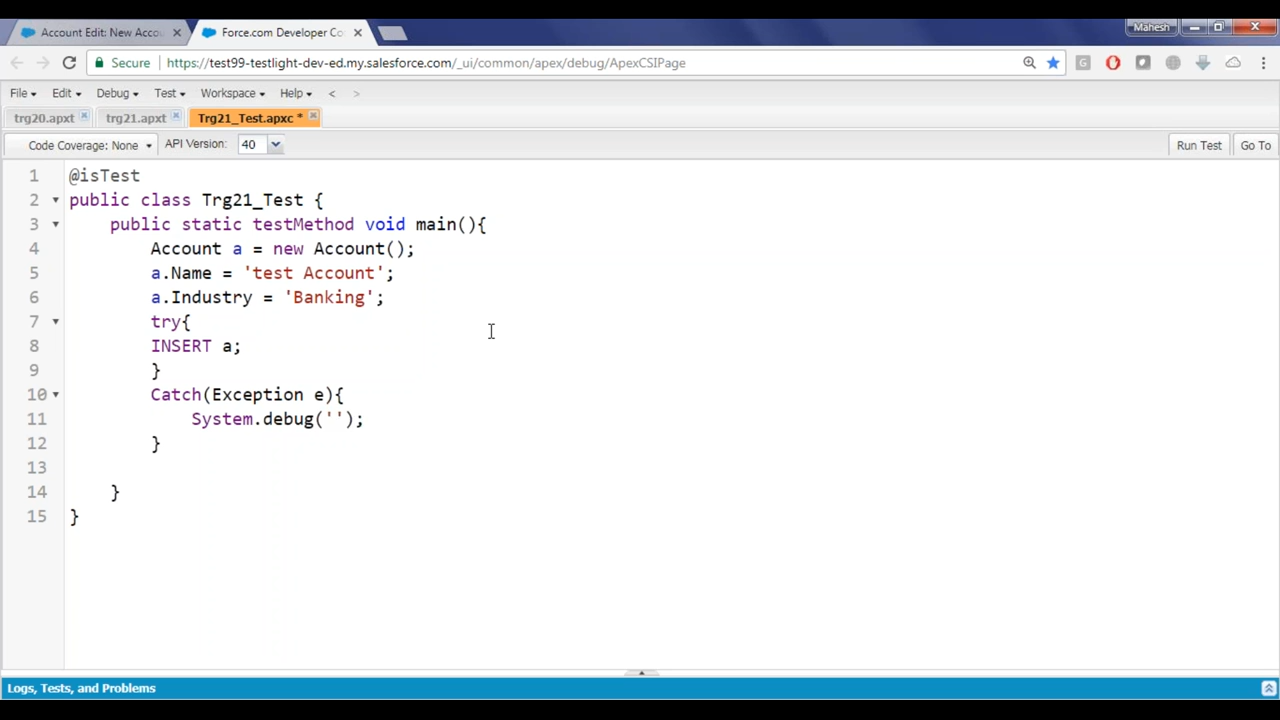 Account Edit: New Accou
Force.com Developer Co
Mahesh
Secure https://test99-testlight-dev-ed.my.salesforce.com/_ui/common/apex/debug/ApexCSIPage
File Edit Debug Test Workspace Help < >
trg20.apxt trg21.apxt Trg21_Test.apxc *
Code Coverage: None API Version: 40 Run Test Go To
1 @isTest
2 public class Trg21_Test {
3 public static testMethod void main(){
4 Account a = new Account();
5 a.Name = 'test Account';
6 a.Industry = 'Banking';
7 try{
8 INSERT a;
9 }
10 Catch(Exception e){
11 System.debug('');
12 }
13
14 }
15 }
Logs, Tests, and Problems